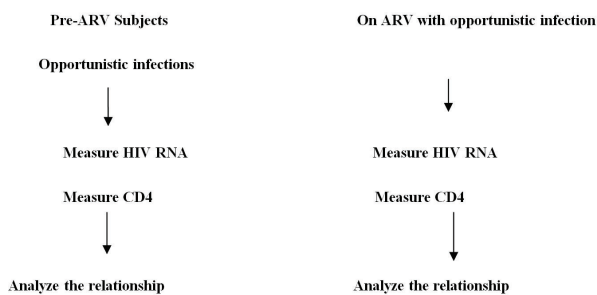 Pre-ARV Subjects
On ARV with opportunistic infection
Opportunistic infections
Measure HIV RNA
Measure HIV RNA
Measure CD4
Measure CD4
Analyze the relationship
Analyze the relationship